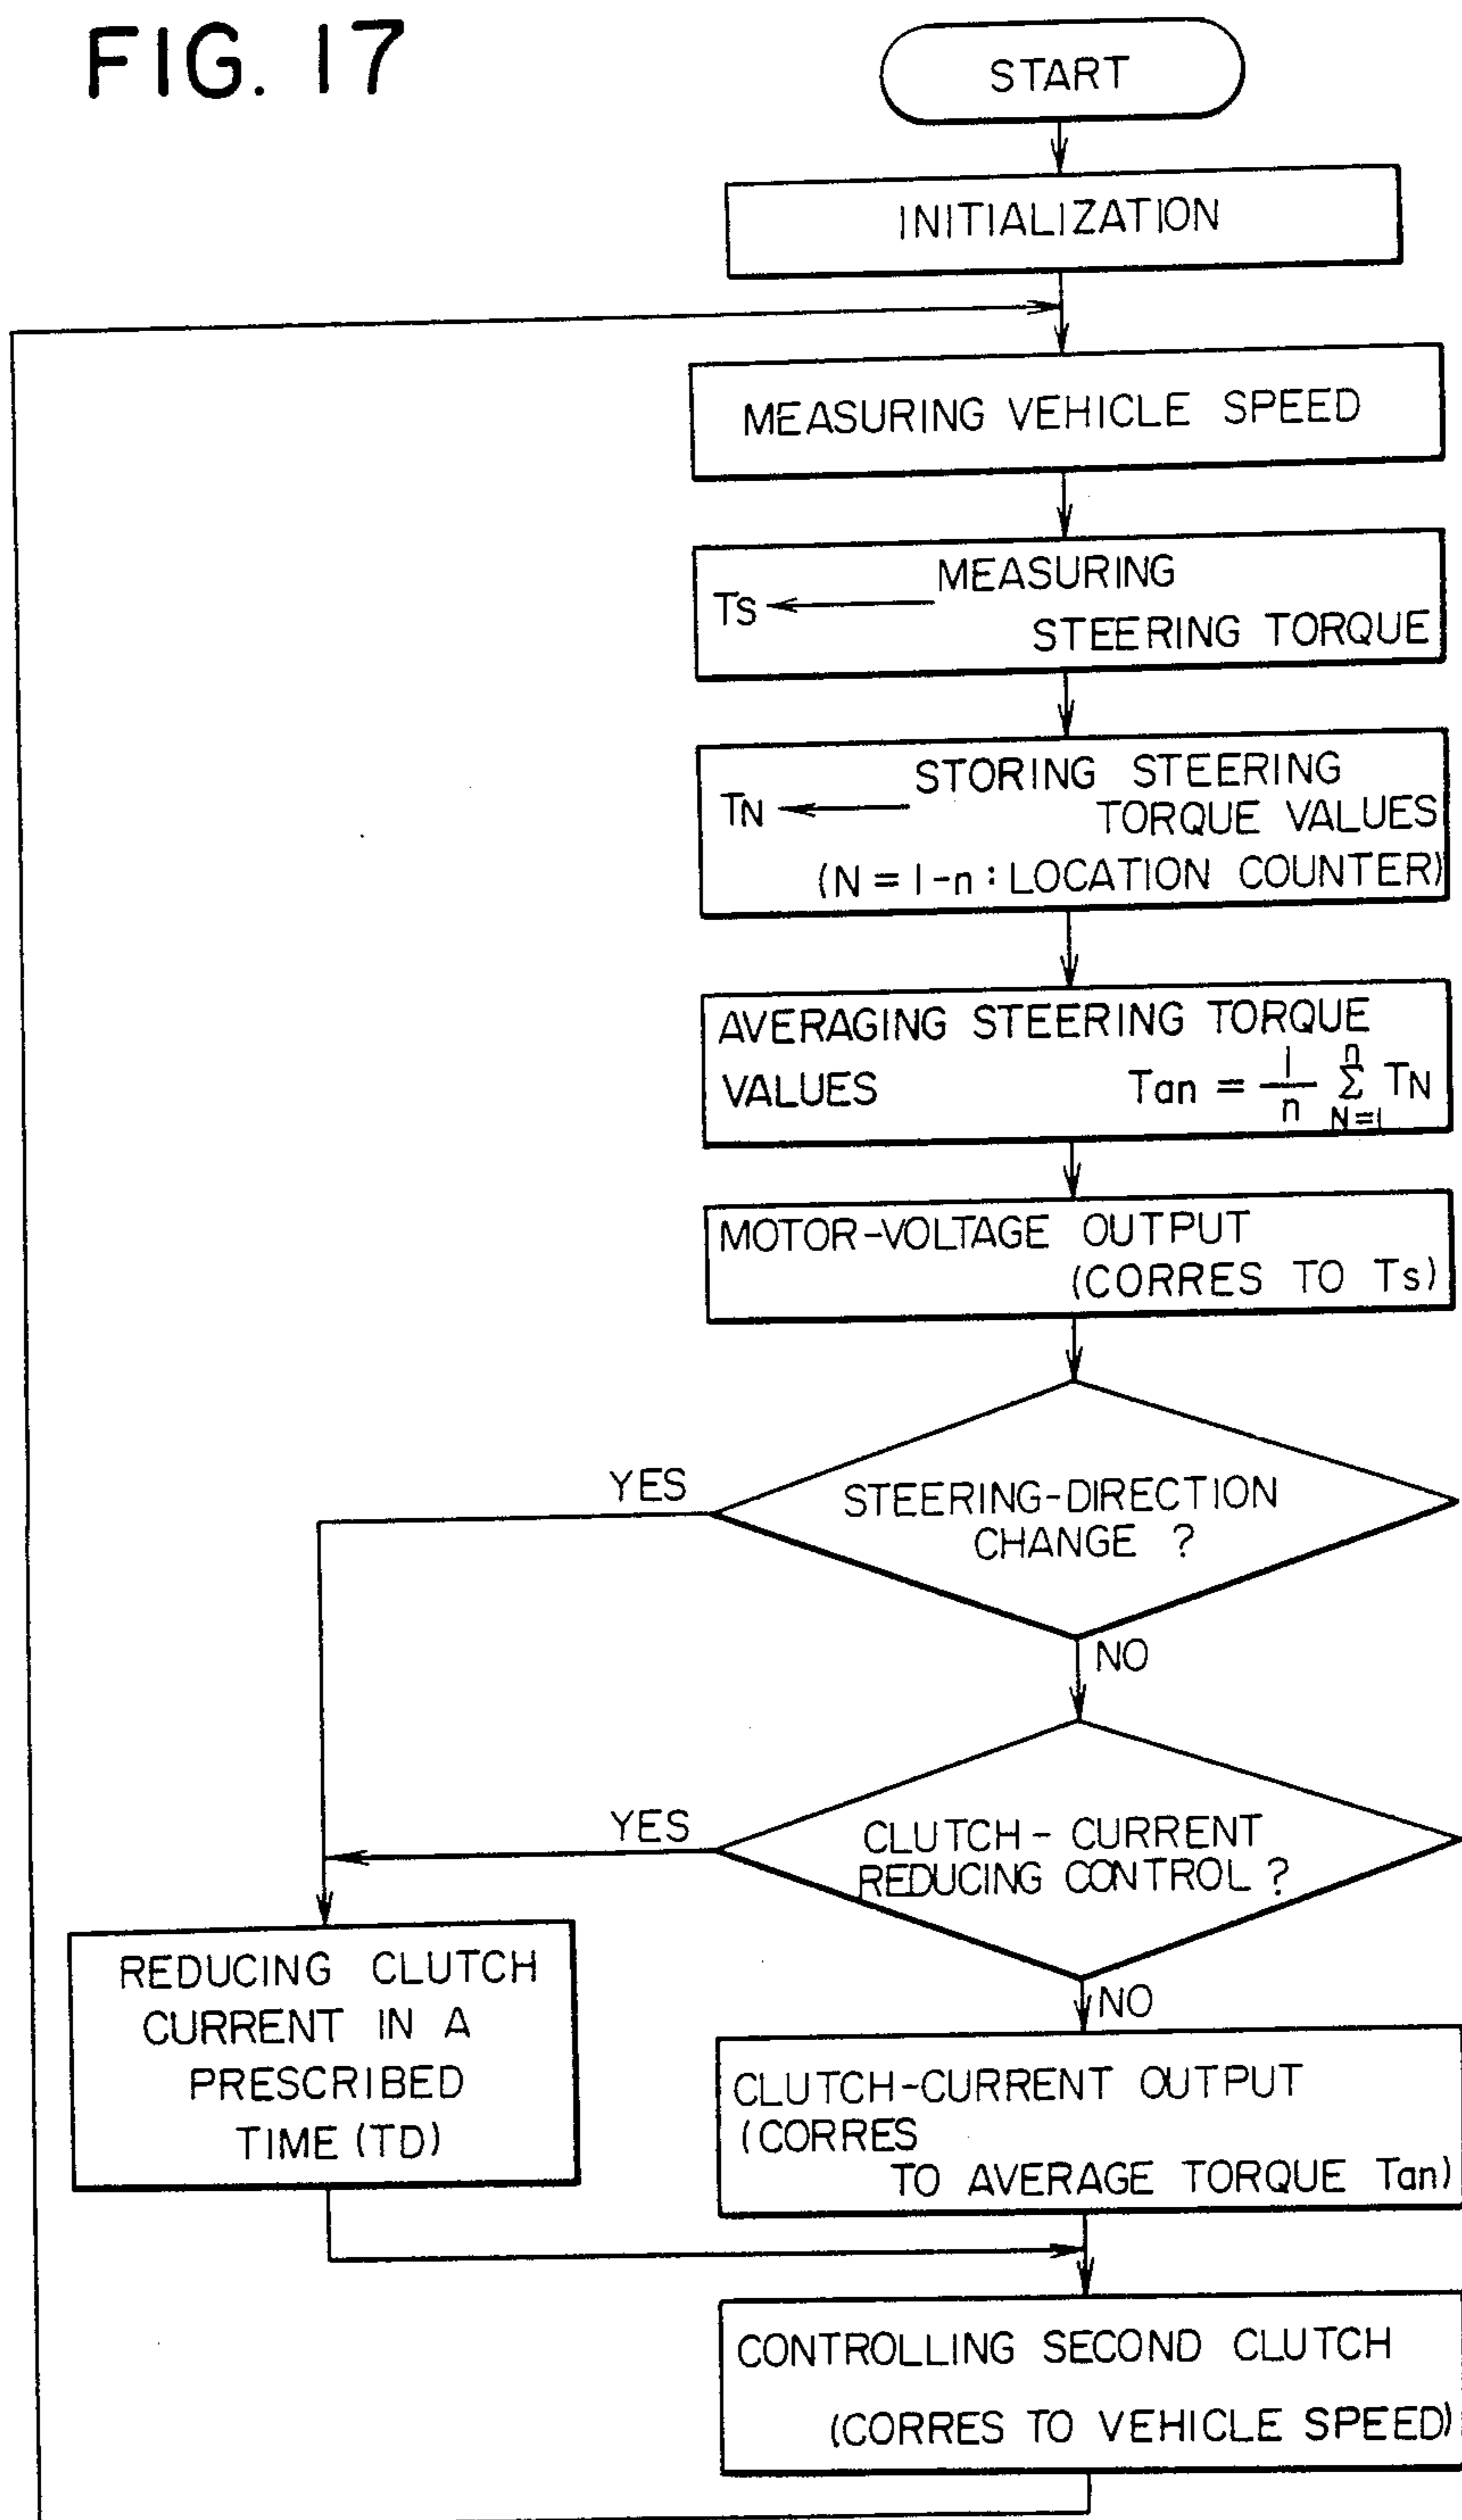 FIG. 17
START
INITIALIZATION
MEASURING VEHICLE SPEED
MEASURING
TS
STEERING TORQUE
STORING STEERING
TN
TORQUE VALUES
(N = 1-n : LOCATION COUNTER)
AVERAGING STEERING TORQUE
VALUES Tan = 1/n n Σ N=1 TN
MOTOR-VOLTAGE OUTPUT
(CORRES TO Ts)
YES
STEERING-DIRECTION
CHANGE ?
NO
YES
CLUTCH - CURRENT
REDUCING CONTROL ?
NO
REDUCING CLUTCH
CURRENT IN A
PRESCRIBED
TIME (TD)
CLUTCH-CURRENT OUTPUT
(CORRES
TO AVERAGE TORQUE Tan)
CONTROLLING SECOND CLUTCH
(CORRES TO VEHICLE SPEED)